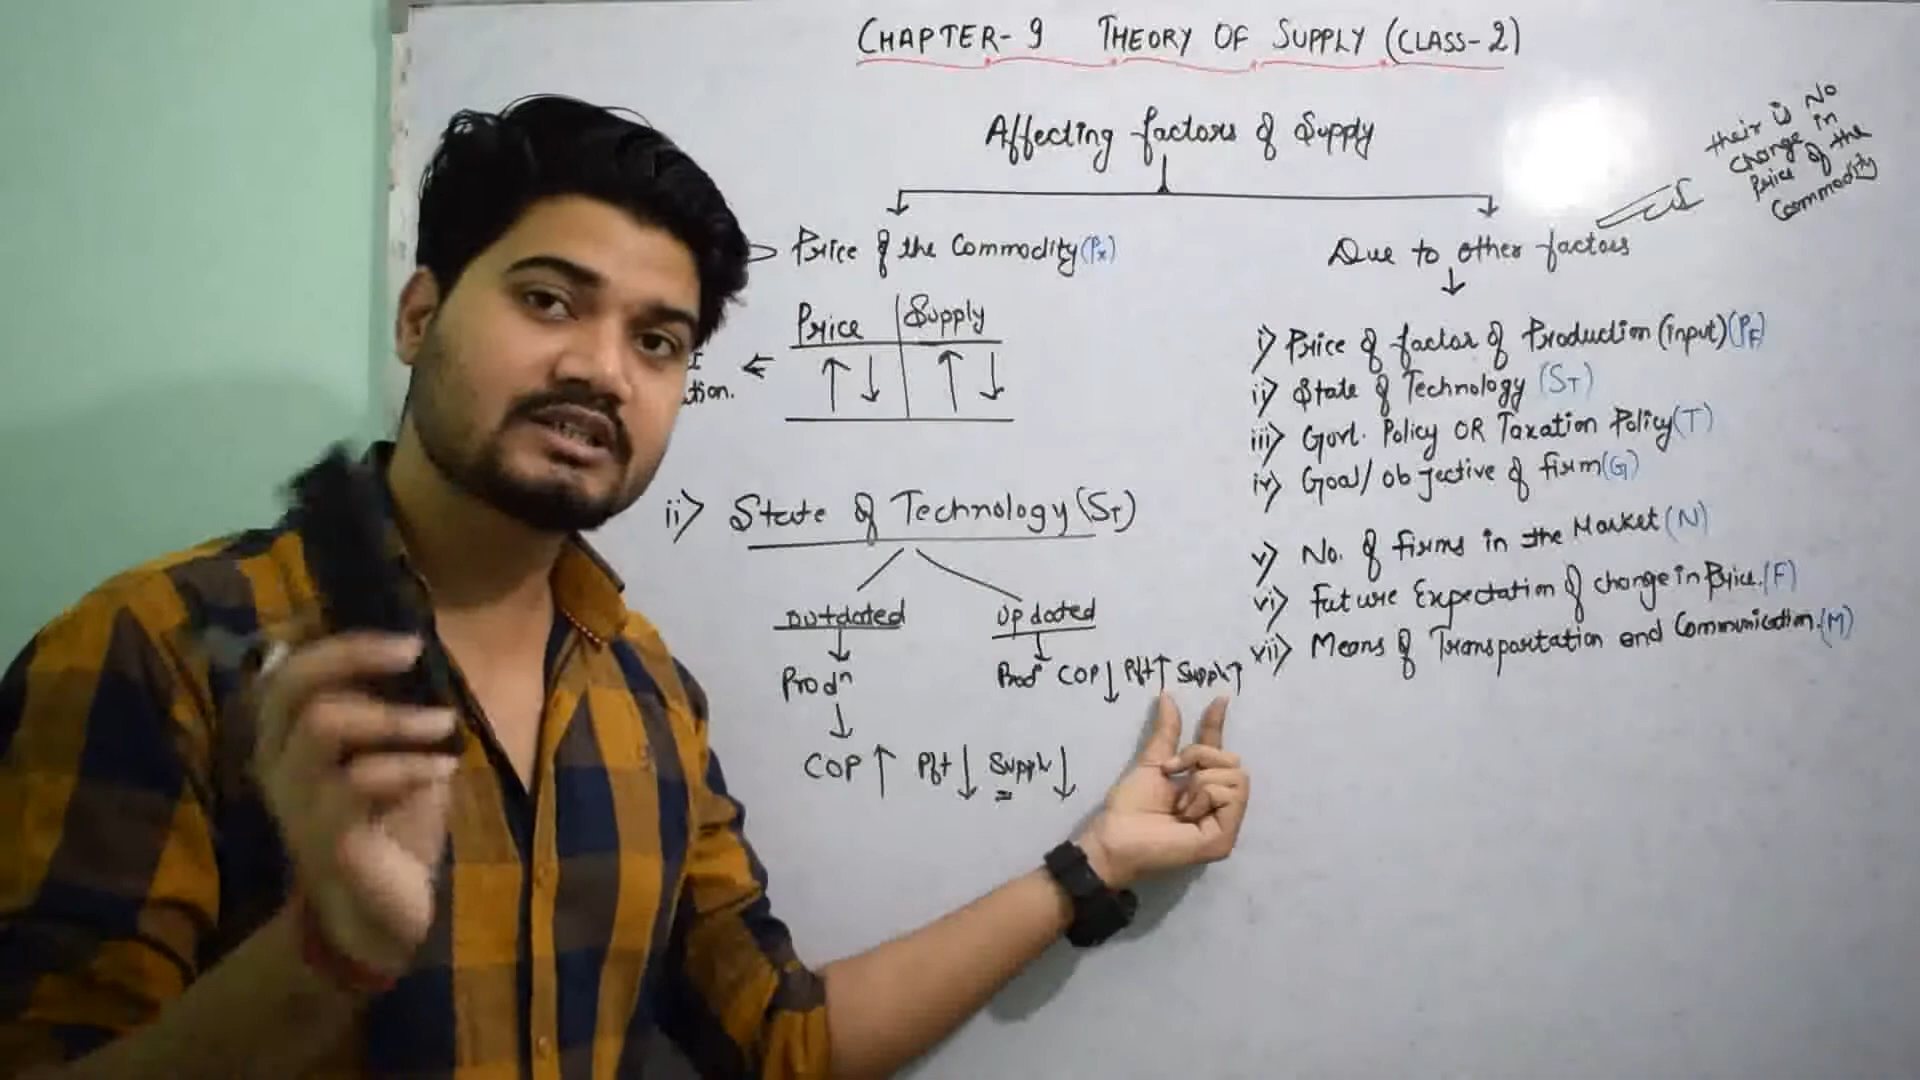 CHAPTER-9 THEORY OF SUPPLY (CLASS-2)
Affecting factors of Supply
their is No
change in
Price of the
Commodity
Price of the Commodity (Px)
Due to other factors
Price | Supply
↑ ↓ | ↑ ↓
tion.
i) Price of factor of Production (input) (PF)
ii) State of Technology (ST)
iii) Govt. Policy OR Taxation Policy (T)
iv) Goal/objective of firm (G)
v) No. of firms in the Market (N)
vi) Future Expectation of change in Price. (F)
vii) Means of Transportation and Communication. (M)
ii) State of Technology (ST)
Outdated
Updated
Prodⁿ
Prodⁿ COP↓ Pft↑ Supply↑
COP↑ Pft↓ Supply↓